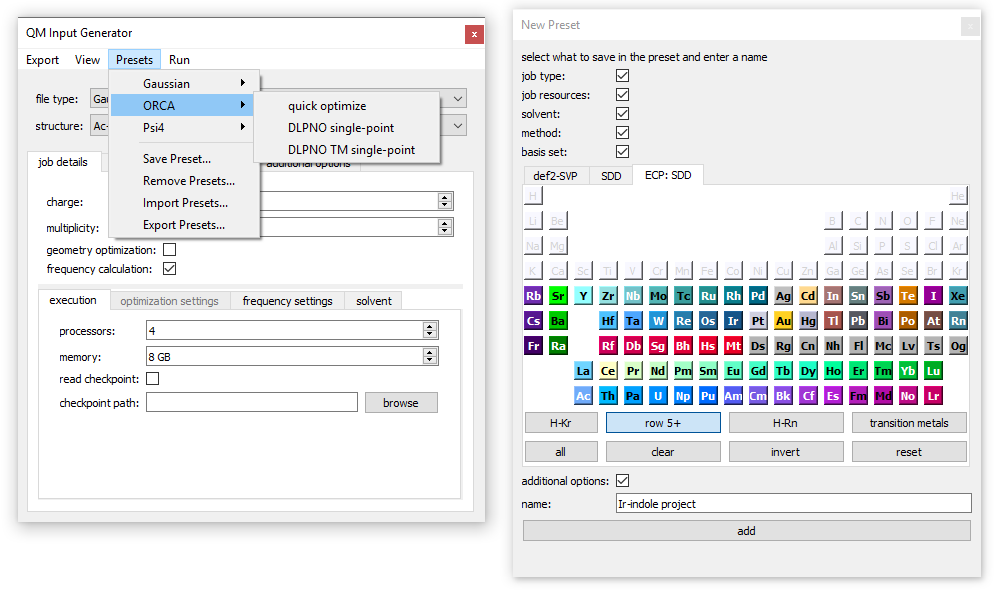 QM Input Generator
x
Export View Presets Run
file type: Gau
structure: Ac-
Gaussian
ORCA
Psi4
Save Preset...
Remove Presets...
Import Presets...
Export Presets...
quick optimize
DLPNO single-point
DLPNO TM single-point
job details
additional options
charge:
multiplicity:
geometry optimization:
frequency calculation:
execution optimization settings frequency settings solvent
processors: 4
memory: 8 GB
read checkpoint:
checkpoint path: browse
New Preset
x
select what to save in the preset and enter a name
job type:
job resources:
solvent:
method:
basis set:
def2-SVP SDD ECP: SDD
H He
Li Be B C N O F Ne
Na Mg Al Si P S Cl Ar
K Ca Sc Ti V Cr Mn Fe Co Ni Cu Zn Ga Ge As Se Br Kr
Rb Sr Y Zr Nb Mo Tc Ru Rh Pd Ag Cd In Sn Sb Te I Xe
Cs Ba Hf Ta W Re Os Ir Pt Au Hg Tl Pb Bi Po At Rn
Fr Ra Rf Db Sg Bh Hs Mt Ds Rg Cn Nh Fl Mc Lv Ts Og
La Ce Pr Nd Pm Sm Eu Gd Tb Dy Ho Er Tm Yb Lu
Ac Th Pa U Np Pu Am Cm Bk Cf Es Fm Md No Lr
H-Kr row 5+ H-Rn transition metals
all clear invert reset
additional options:
name: Ir-indole project
add